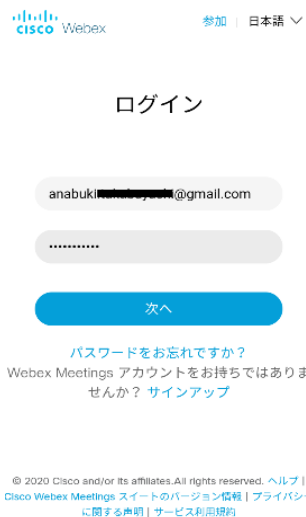 CISCO Webex
参加 | 日本語
ログイン
anabuki @gmail.com
•••••••••••
次へ
パスワードをお忘れですか？
Webex Meetings アカウントをお持ちではありま
せんか？ サインアップ
© 2020 Cisco and/or its affiliates.All rights reserved. ヘルプ |
Cisco Webex Meetings スイートのバージョン情報 | プライバシー
に関する声明 | サービス利用規約